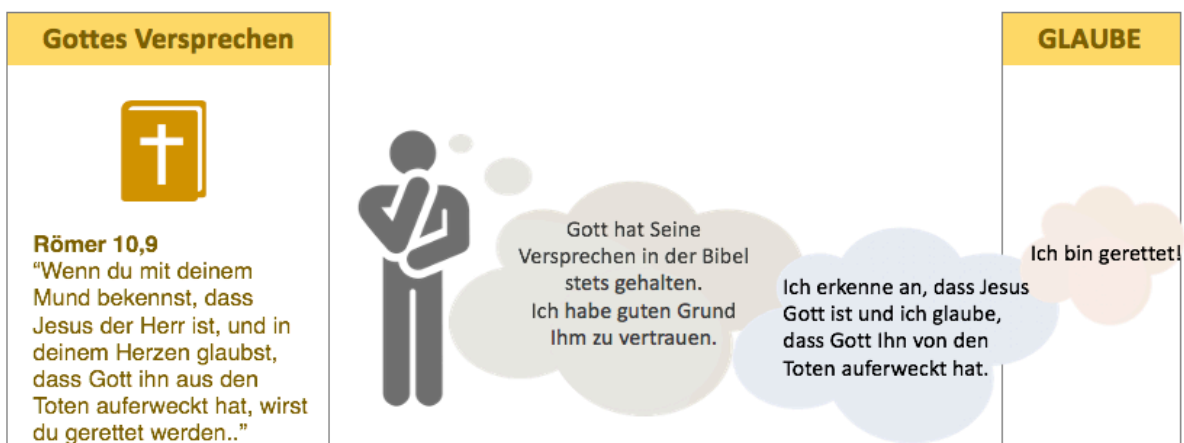 Gottes Versprechen
Römer 10,9
“Wenn du mit deinem
Mund bekennst, dass
Jesus der Herr ist, und in
deinem Herzen glaubst,
dass Gott ihn aus den
Toten auferweckt hat, wirst
du gerettet werden..”
Gott hat Seine
Versprechen in der Bibel
stets gehalten.
Ich habe guten Grund
Ihm zu vertrauen.
Ich erkenne an, dass Jesus
Gott ist und ich glaube,
dass Gott Ihn von den
Toten auferweckt hat.
GLAUBE
Ich bin gerettet!